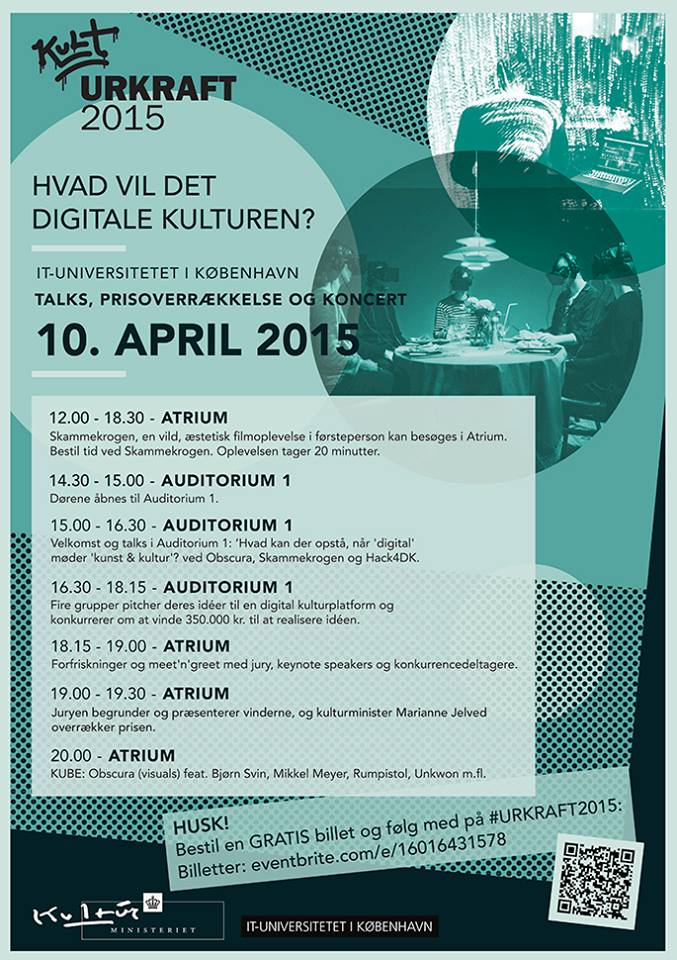 Kult
URKRAFT
2015
HVAD VIL DET
DIGITALE KULTUREN?
IT-UNIVERSITETET I KØBENHAVN
TALKS, PRISOVERRÆKKELSE OG KONCERT
10. APRIL 2015
12.00 - 18.30 - ATRIUM
Skammekrogen, en vild, æstetisk filmoplevelse i førsteperson kan besøges i Atrium.
Bestil tid ved Skammekrogen. Oplevelsen tager 20 minutter.
14.30 - 15.00 - AUDITORIUM 1
Dørene åbnes til Auditorium 1.
15.00 - 16.30 - AUDITORIUM 1
Velkomst og talks i Auditorium 1: 'Hvad kan der opstå, når 'digital'
møder 'kunst & kultur'? ved Obscura, Skammekrogen og Hack4DK.
16.30 - 18.15 - AUDITORIUM 1
Fire grupper pitcher deres idéer til en digital kulturplatform og
konkurrerer om at vinde 350.000 kr. til at realisere idéen.
18.15 - 19.00 - ATRIUM
Forfriskninger og meet'n'greet med jury, keynote speakers og konkurrencedeltagere.
19.00 - 19.30 - ATRIUM
Juryen begrunder og præsenterer vinderne, og kulturminister Marianne Jelved
overrækker prisen.
20.00 - ATRIUM
KUBE: Obscura (visuals) feat. Bjørn Svin, Mikkel Meyer, Rumpistol, Unkwon m.fl.
HUSK!
Bestil en GRATIS billet og følg med på #URKRAFT2015:
Billetter: eventbrite.com/e/16016431578
Kultur
MINISTERIET
IT-UNIVERSITETET I KØBENHAVN